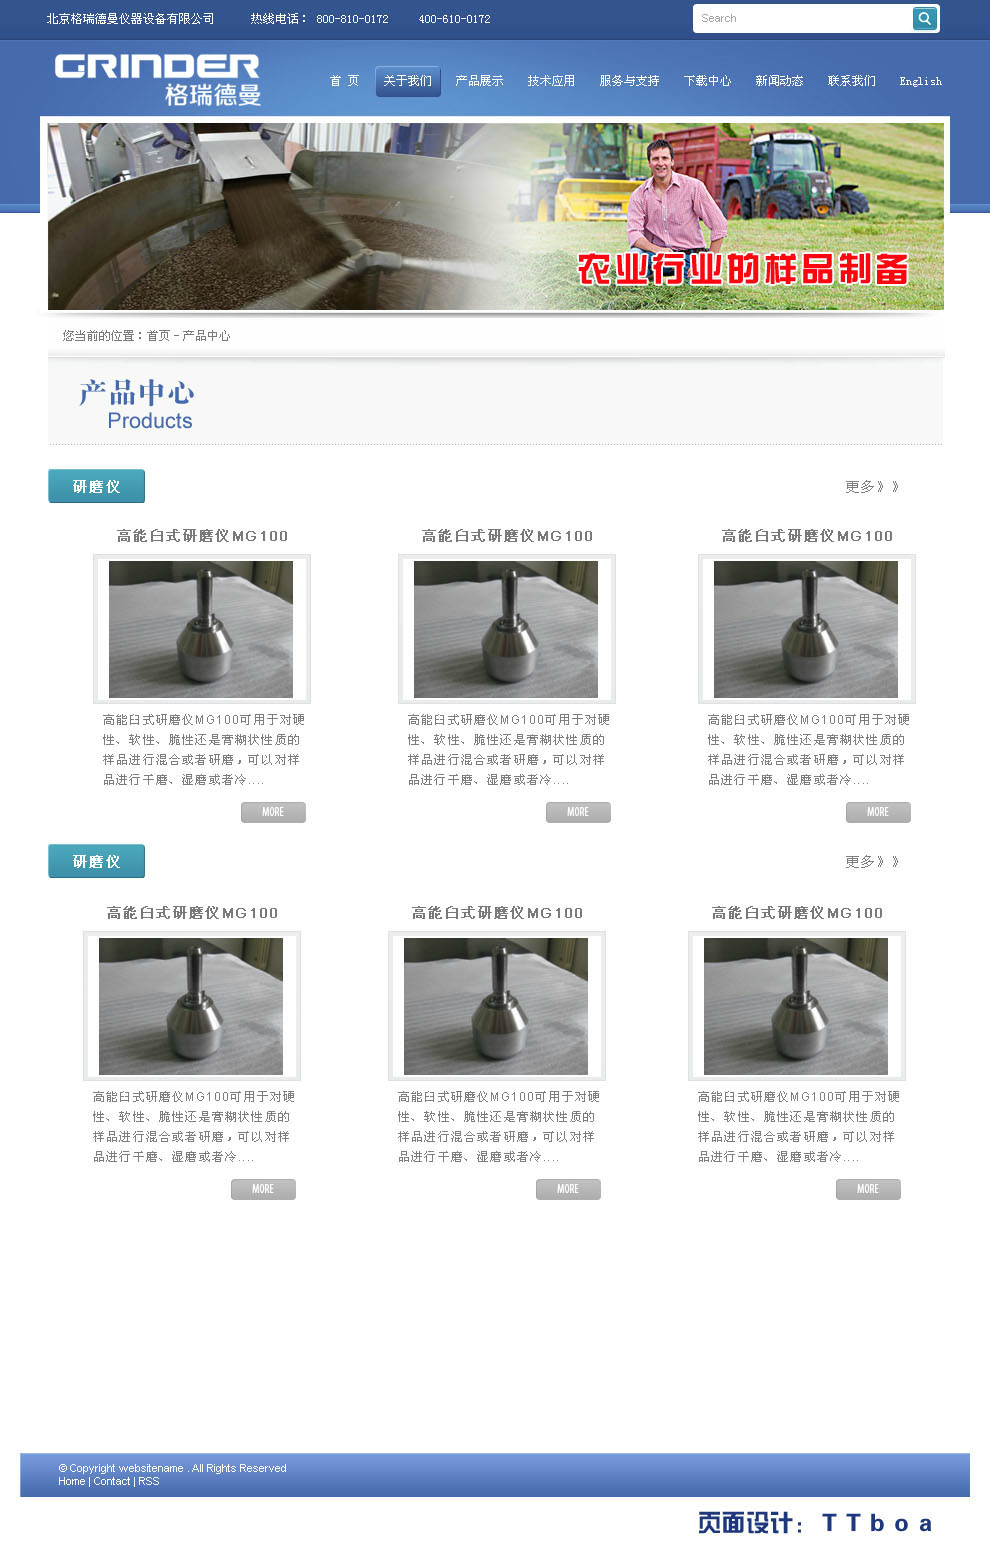 北京格瑞德曼仪器设备有限公司 热线电话： 800-810-0172 400-610-0172 Search
GRINDER
格瑞德曼
首 页 关于我们 产品展示 技术应用 服务与支持 下载中心 新闻动态 联系我们 English
农业行业的样品制备
您当前的位置：首页 - 产品中心
产品中心
Products
研磨仪 更多》》
高能臼式研磨仪MG100 高能臼式研磨仪MG100 高能臼式研磨仪MG100
高能臼式研磨仪MG100可用于对硬
性、软性、脆性还是膏糊状性质的
样品进行混合或者研磨，可以对样
品进行干磨、湿磨或者冷....
MORE
高能臼式研磨仪MG100可用于对硬
性、软性、脆性还是膏糊状性质的
样品进行混合或者研磨，可以对样
品进行干磨、湿磨或者冷....
MORE
高能臼式研磨仪MG100可用于对硬
性、软性、脆性还是膏糊状性质的
样品进行混合或者研磨，可以对样
品进行干磨、湿磨或者冷....
MORE
研磨仪 更多》》
高能臼式研磨仪MG100 高能臼式研磨仪MG100 高能臼式研磨仪MG100
高能臼式研磨仪MG100可用于对硬
性、软性、脆性还是膏糊状性质的
样品进行混合或者研磨，可以对样
品进行干磨、湿磨或者冷....
MORE
高能臼式研磨仪MG100可用于对硬
性、软性、脆性还是膏糊状性质的
样品进行混合或者研磨，可以对样
品进行干磨、湿磨或者冷....
MORE
高能臼式研磨仪MG100可用于对硬
性、软性、脆性还是膏糊状性质的
样品进行混合或者研磨，可以对样
品进行干磨、湿磨或者冷....
MORE
© Copyright websitename . All Rights Reserved
Home | Contact | RSS
页面设计：TTboa